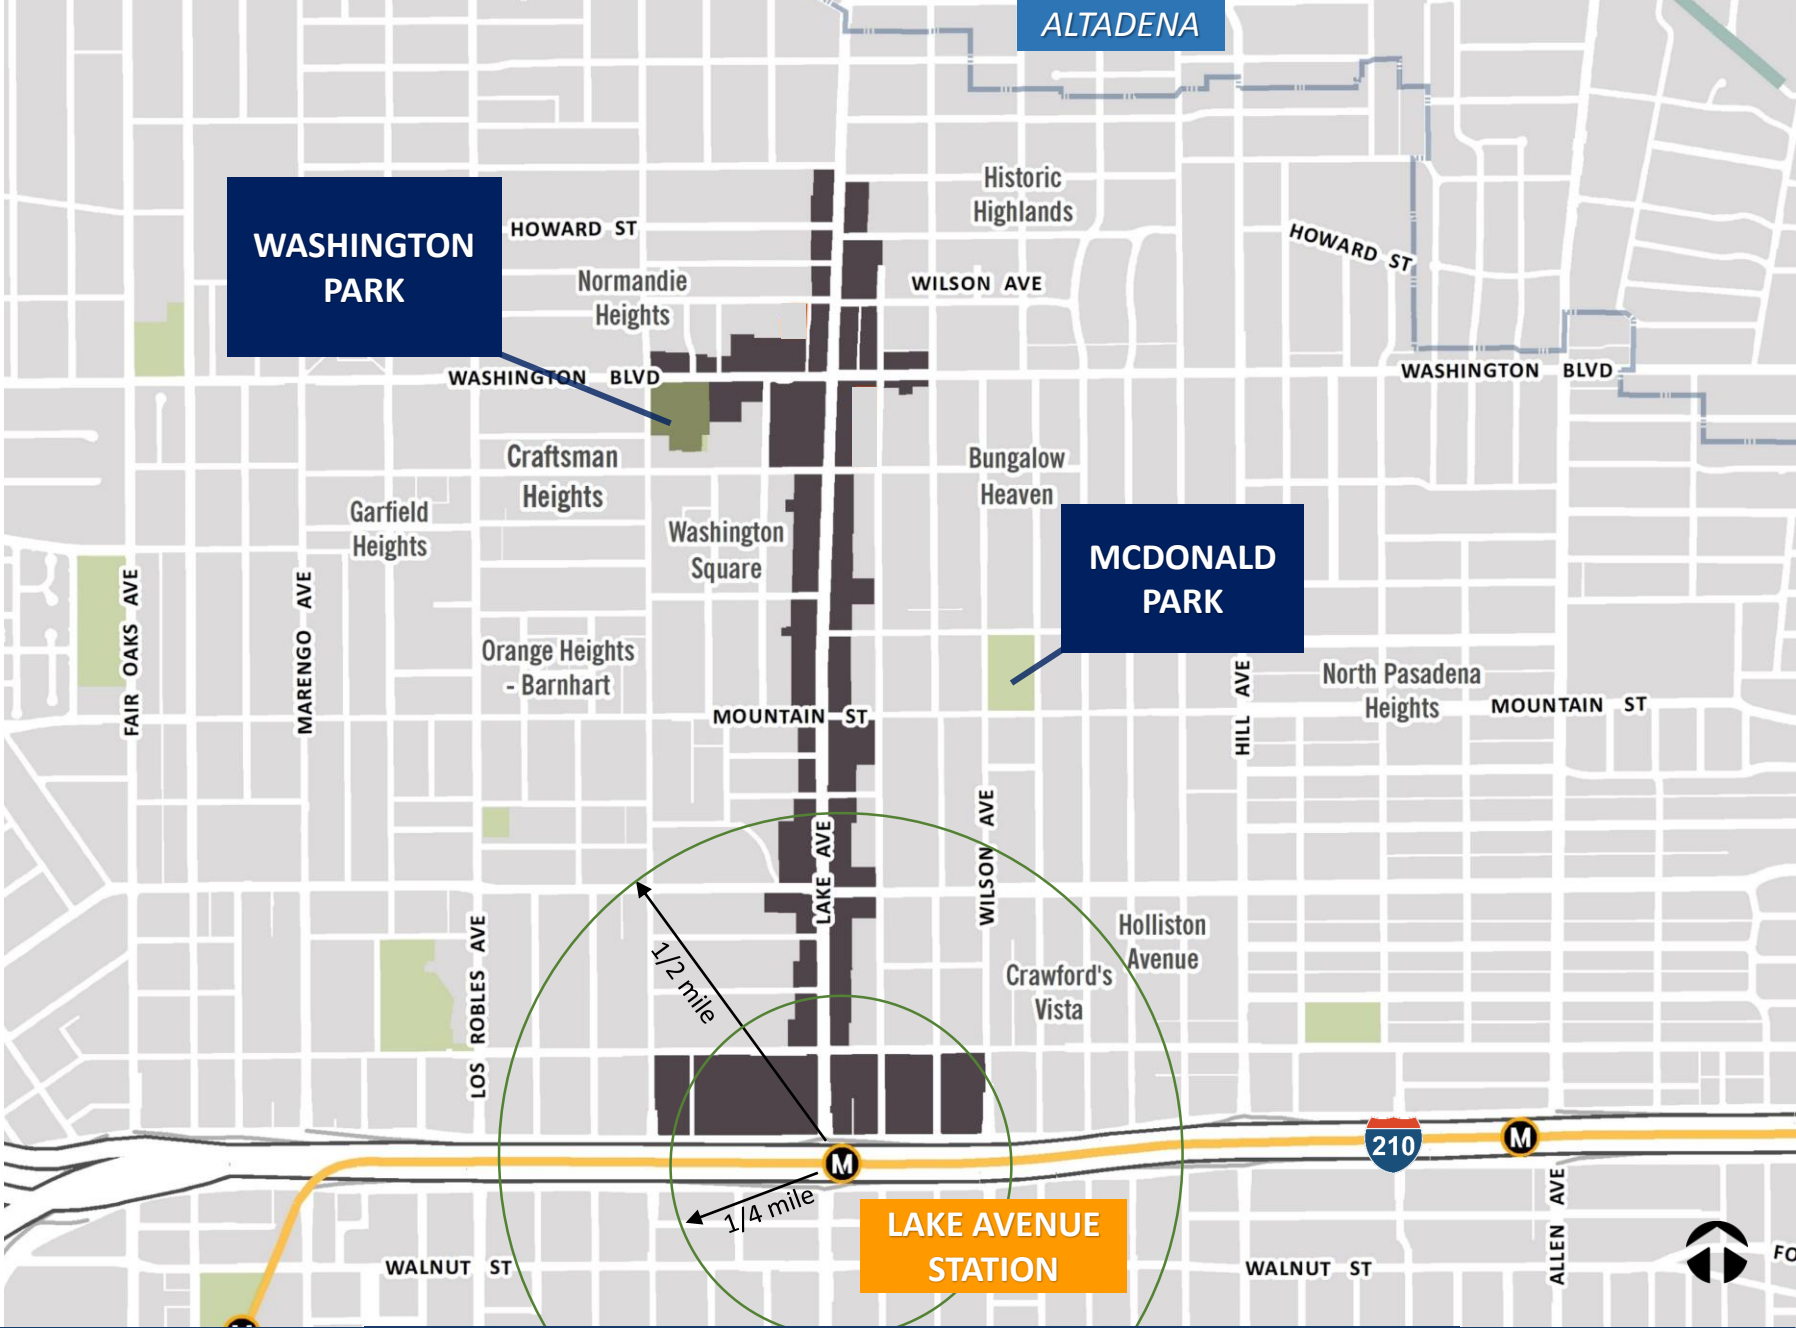 ALTADENA
Historic
Highlands
WASHINGTON
PARK
HOWARD ST
HOWARD ST
Normandie
Heights
WILSON AVE
WASHINGTON BLVD
WASHINGTON BLVD
Craftsman
Heights
Bungalow
Heaven
Garfield
Heights
Washington
Square
MCDONALD
PARK
FAIR OAKS AVE
MARENGO AVE
Orange Heights
- Barnhart
HILL AVE
North Pasadena
Heights
MOUNTAIN ST
MOUNTAIN ST
LAKE AVE
WILSON AVE
LOS ROBLES AVE
Holliston
Avenue
Crawford's
Vista
1/2 mile
M
210
M
1/4 mile
LAKE AVENUE
STATION
ALLEN AVE
WALNUT ST
WALNUT ST
FO